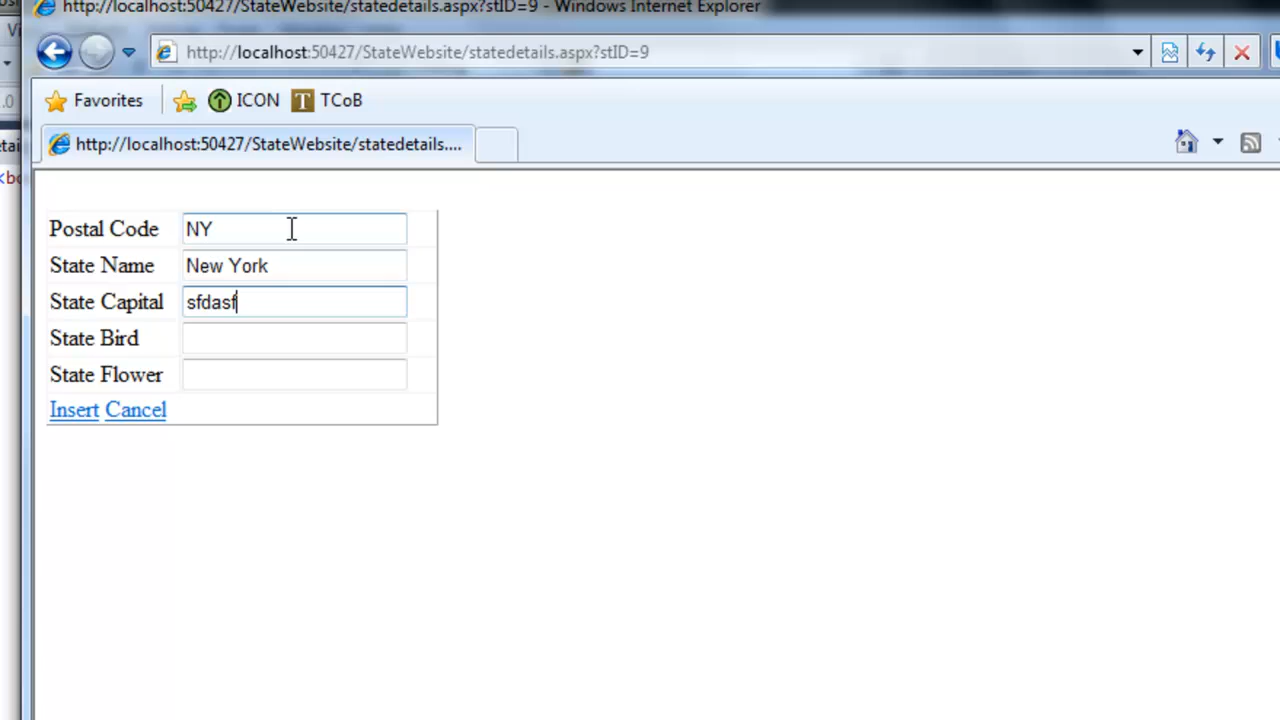 http://localhost:50427/StateWebsite/statedetails.aspx?stID=9 - Windows Internet Explorer
http://localhost:50427/StateWebsite/statedetails.aspx?stID=9
Favorites ICON TCoB
http://localhost:50427/StateWebsite/statedetails....
<bo
Postal Code NY
State Name New York
State Capital sfdasf
State Bird
State Flower
Insert Cancel